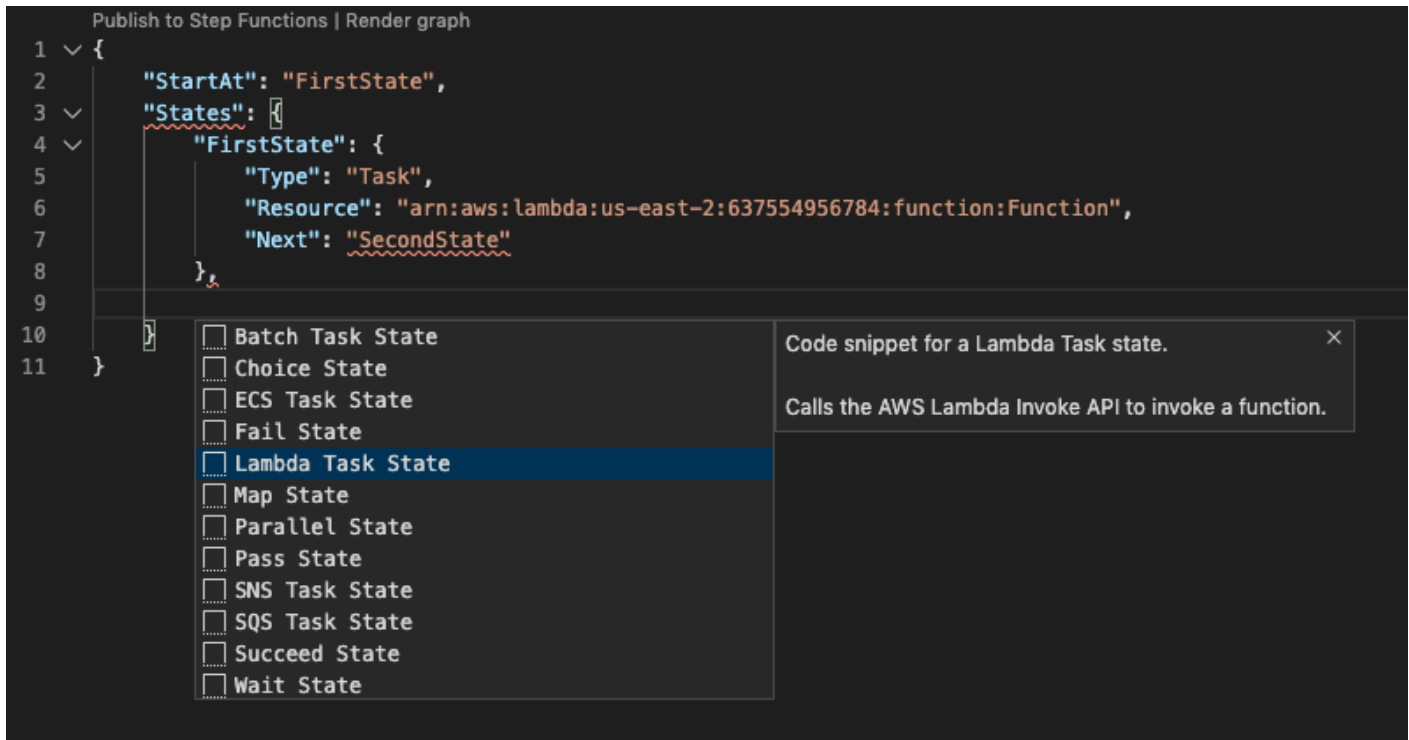 Publish to Step Functions | Render graph
1 {
2 "StartAt": "FirstState",
3 "States": {
4 "FirstState": {
5 "Type": "Task",
6 "Resource": "arn:aws:lambda:us-east-2:637554956784:function:Function",
7 "Next": "SecondState"
8 },
9
10 }
11 }
Batch Task State
Choice State
ECS Task State
Fail State
Lambda Task State
Map State
Parallel State
Pass State
SNS Task State
SQS Task State
Succeed State
Wait State
Code snippet for a Lambda Task state.
Calls the AWS Lambda Invoke API to invoke a function.